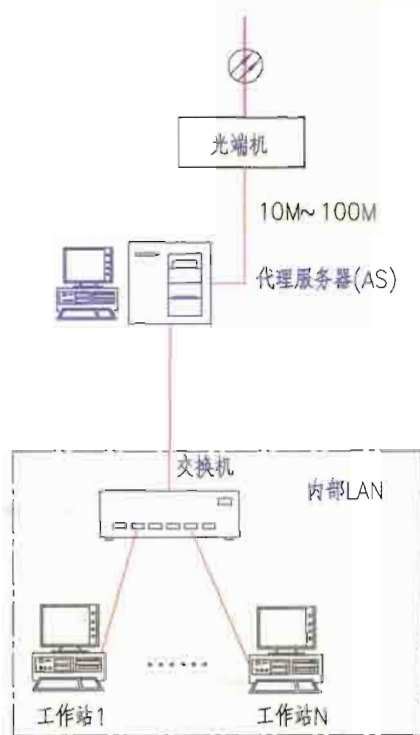 光端机
10M~100M
代理服务器(AS)
交换机
内部LAN
工作站1
工作站N